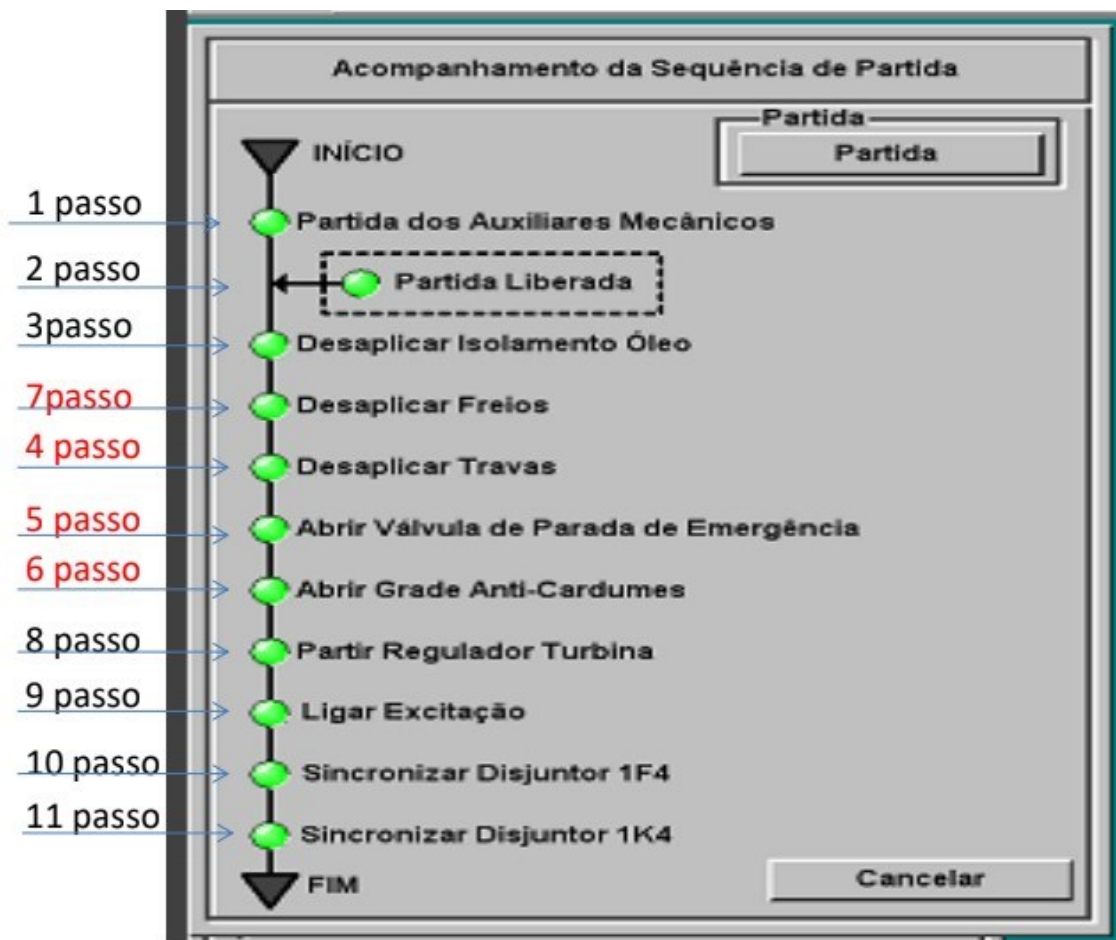 Acompanhamento da Sequência de Partida
Partida
INÍCIO
Partida
1 passo
Partida dos Auxiliares Mecânicos
2 passo
Partida Liberada
3passo
Desaplicar Isolamento Óleo
7passo
Desaplicar Freios
4 passo
Desaplicar Travas
5 passo
Abrir Válvula de Parada de Emergência
6 passo
Abrir Grade Anti-Cardumes
8 passo
Partir Regulador Turbina
9 passo
Ligar Excitação
10 passo
Sincronizar Disjuntor 1F4
11 passo
Sincronizar Disjuntor 1K4
FIM
Cancelar